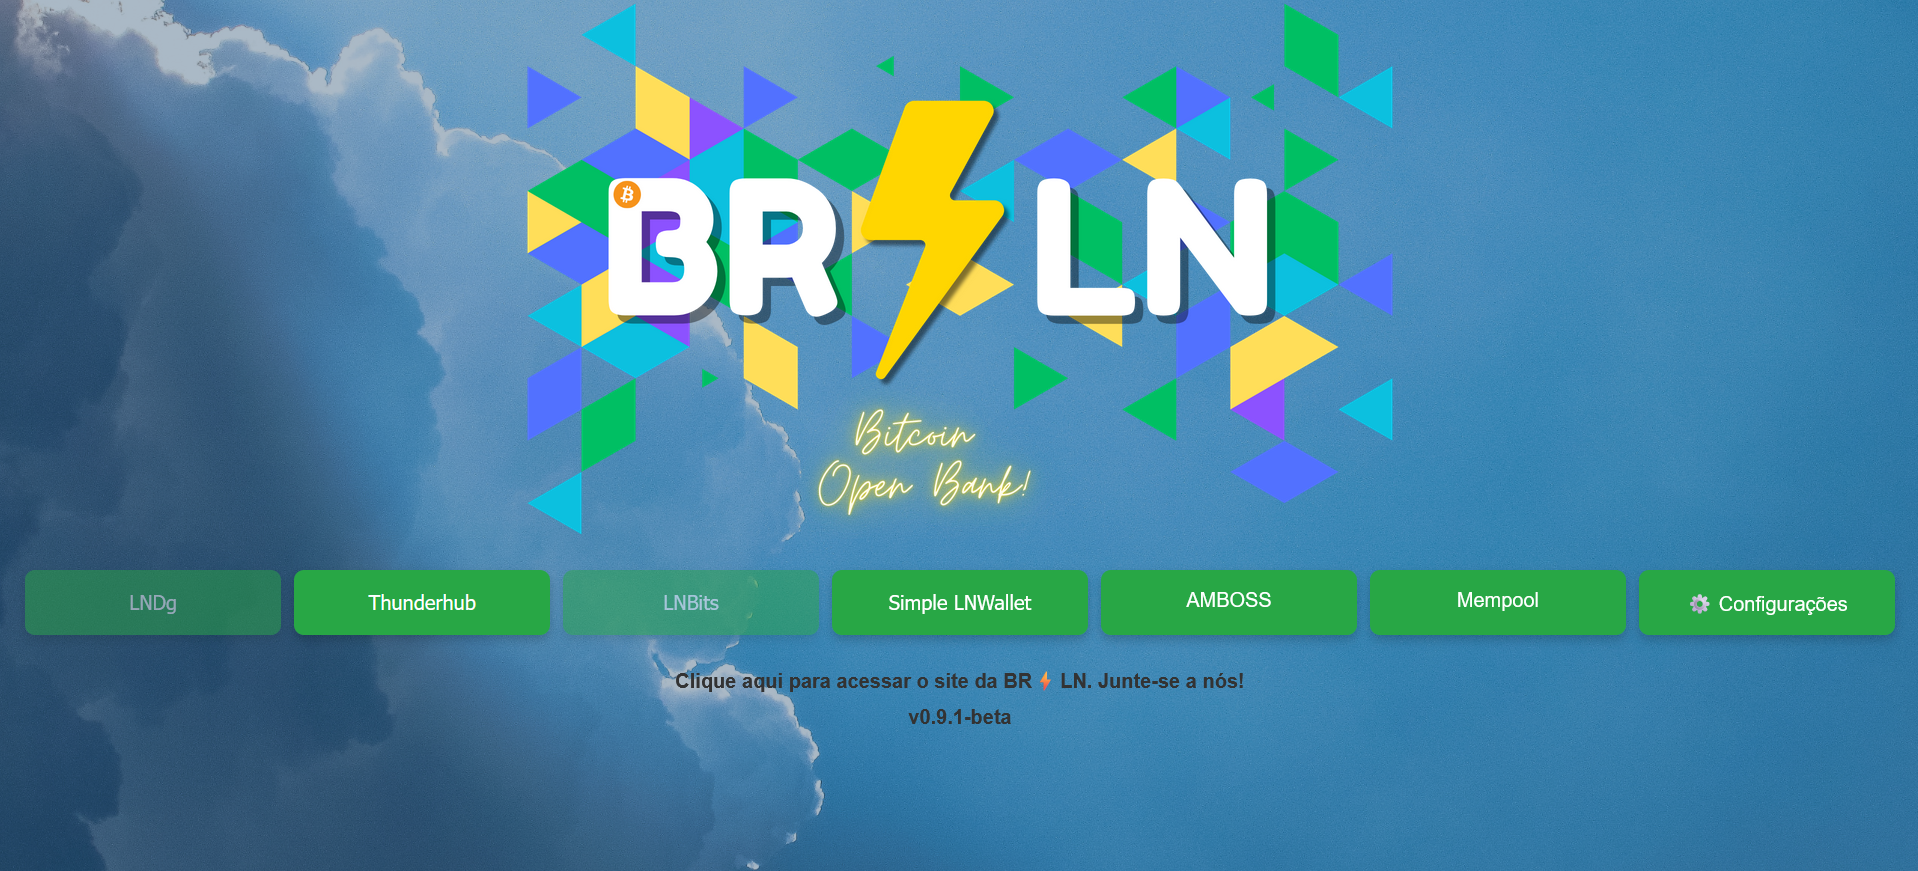 BR⚡LN
Bitcoin
Open Bank!
LNDg
Thunderhub
LNBits
Simple LNWallet
AMBOSS
Mempool
⚙️ Configurações
Clique aqui para acessar o site da BR⚡LN. Junte-se a nós!
v0.9.1-beta